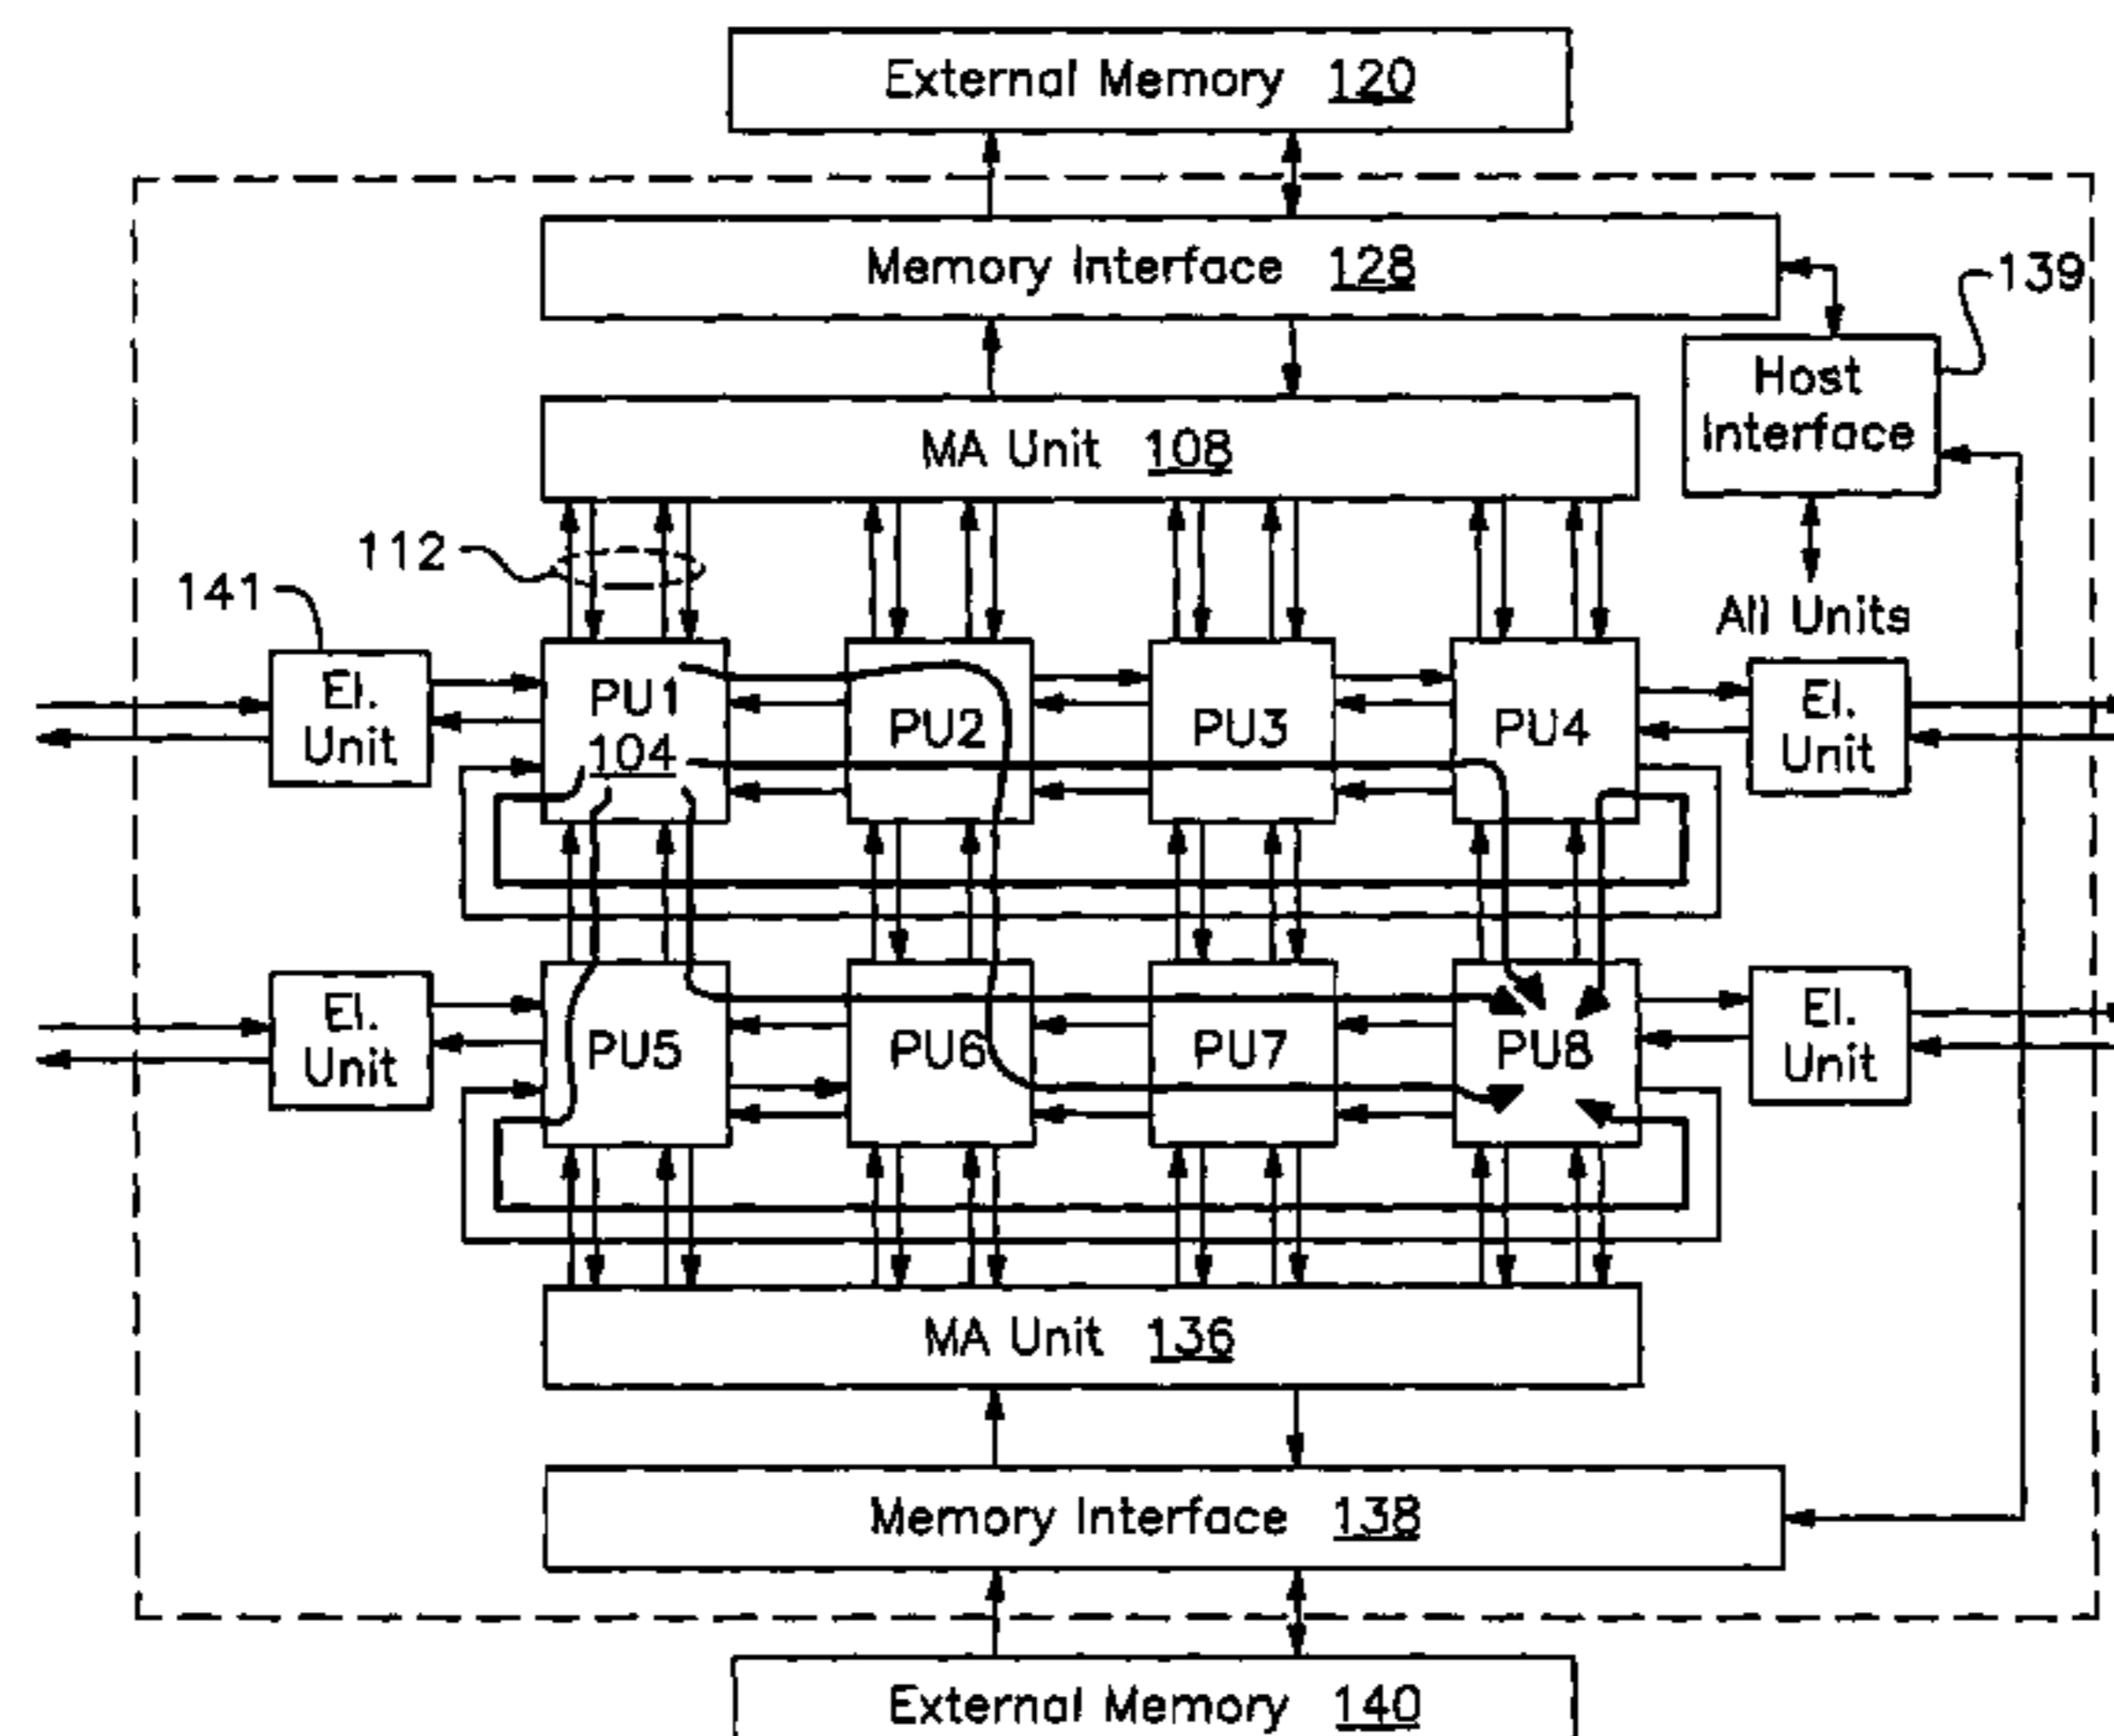 External Memory 120
Memory Interface 128
139
Host
Interface
MA Unit 108
112
141
All Units
El.
Unit
PU1
104
PU2
PU3
PU4
El.
Unit
El.
Unit
PU5
PU6
PU7
PU8
El.
Unit
MA Unit 136
Memory Interface 138
External Memory 140